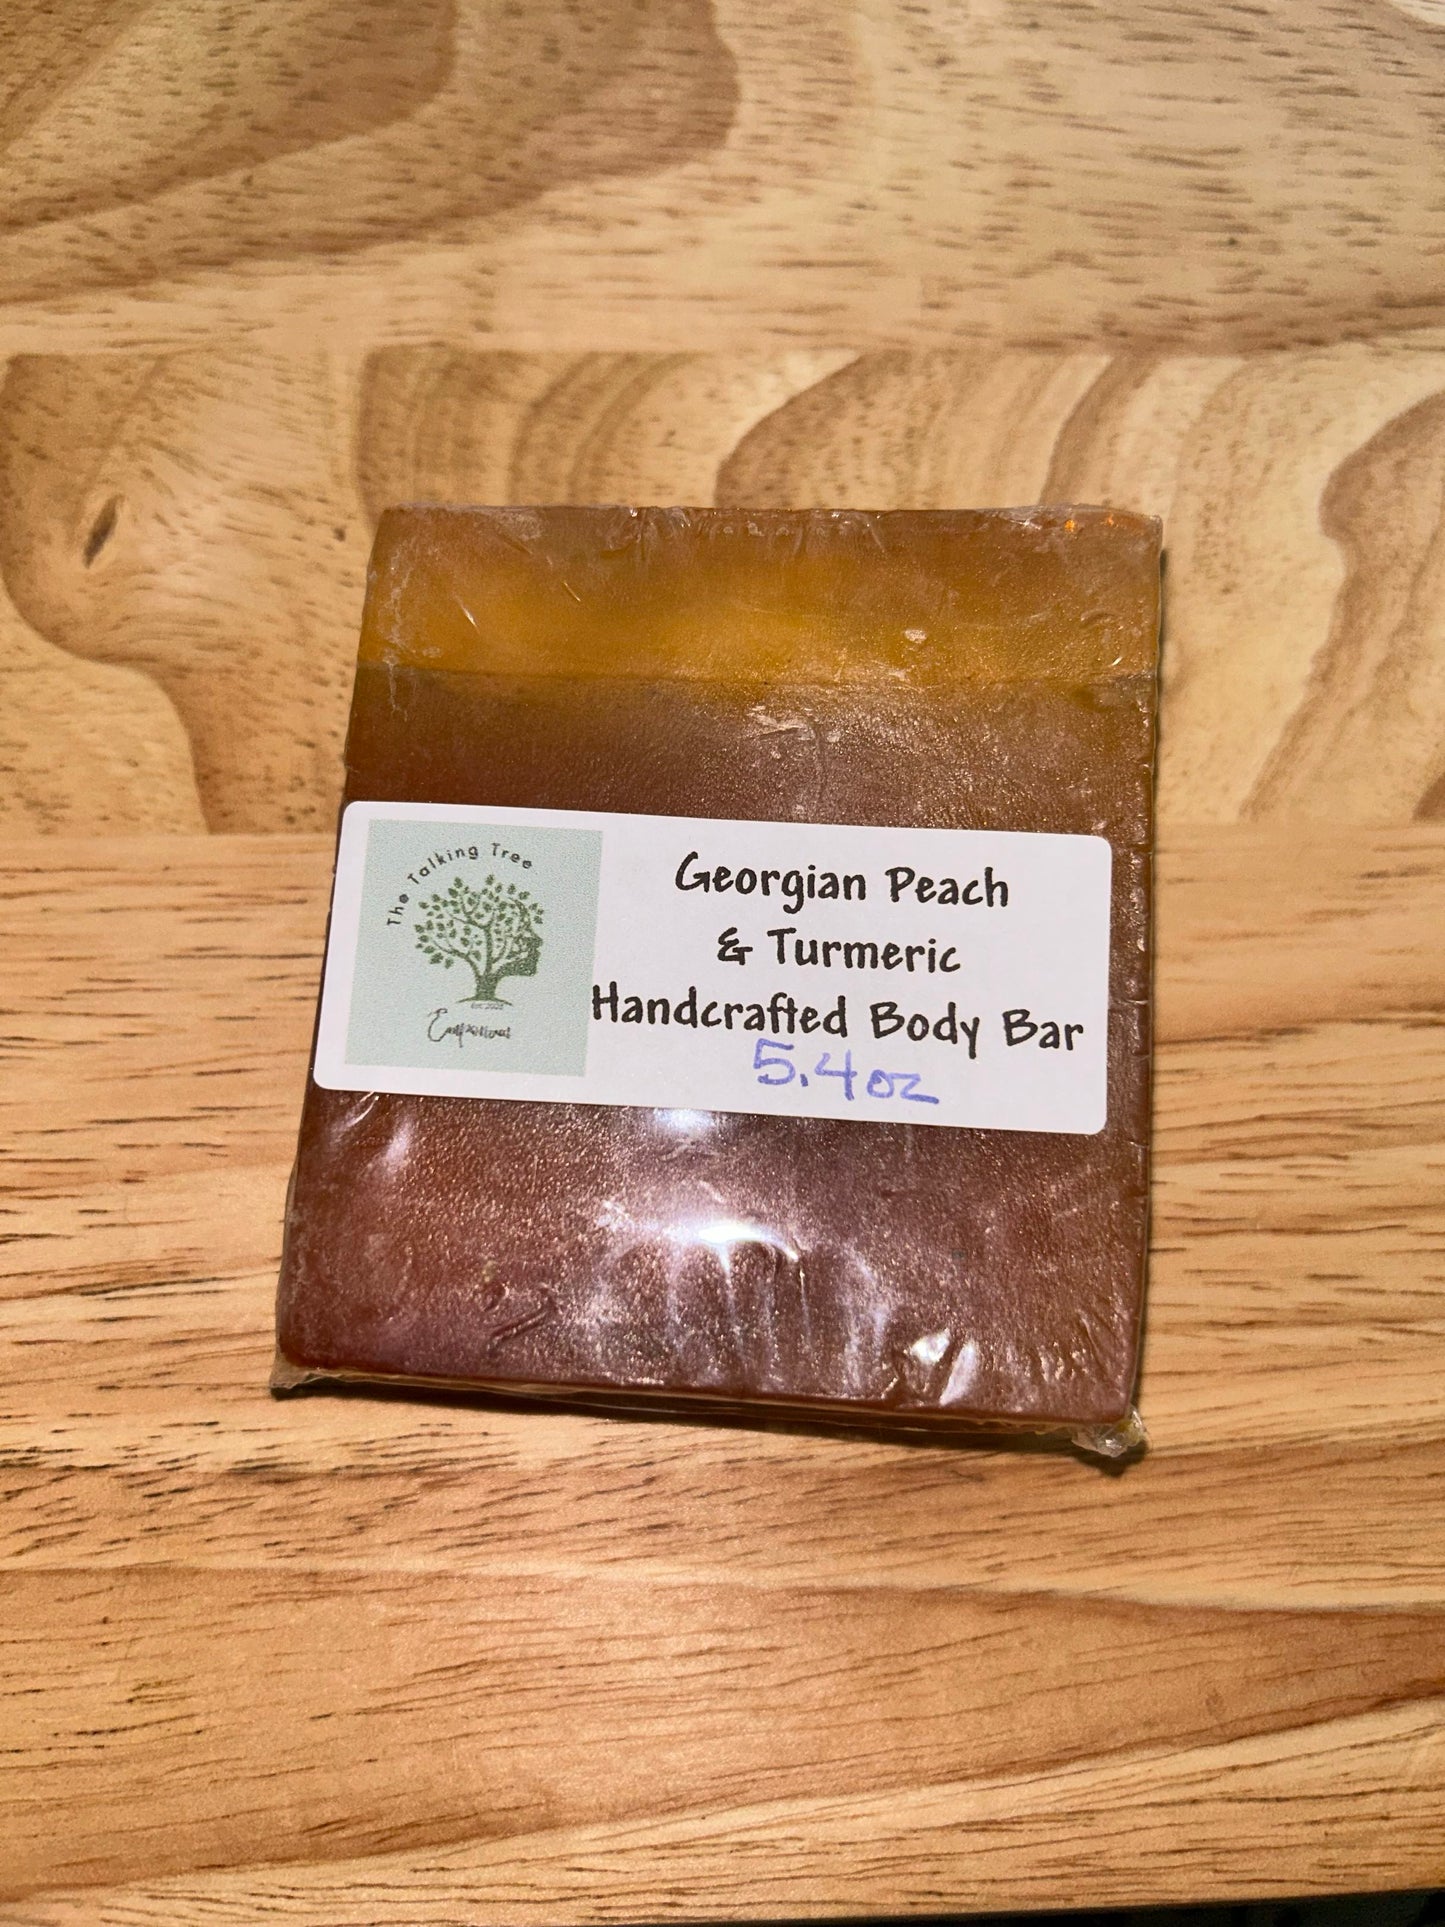 The Talking Tree
Georgian Peach
& Turmeric
Handcrafted Body Bar
5.4oz